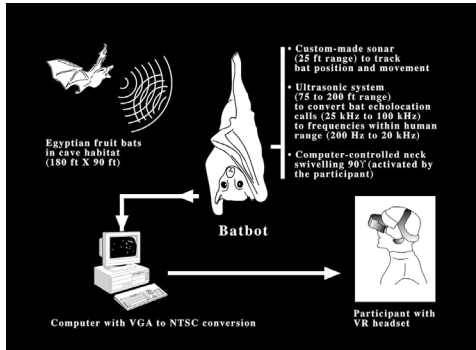 • Custom-made sonar
(25 ft range) to track
bat position and movement
• Ultrasonic system
(75 to 200 ft range)
to convert bat echolocation
calls (25 kHz to 100 kHz)
to frequencies within human
range (200 Hz to 20 kHz)
• Computer-controlled neck
swivelling 90ϒ (activated by
the participant)
Egyptian fruit bats
in cave habitat
(180 ft X 90 ft)
Batbot
Computer with VGA to NTSC conversion
Participant with
VR headset